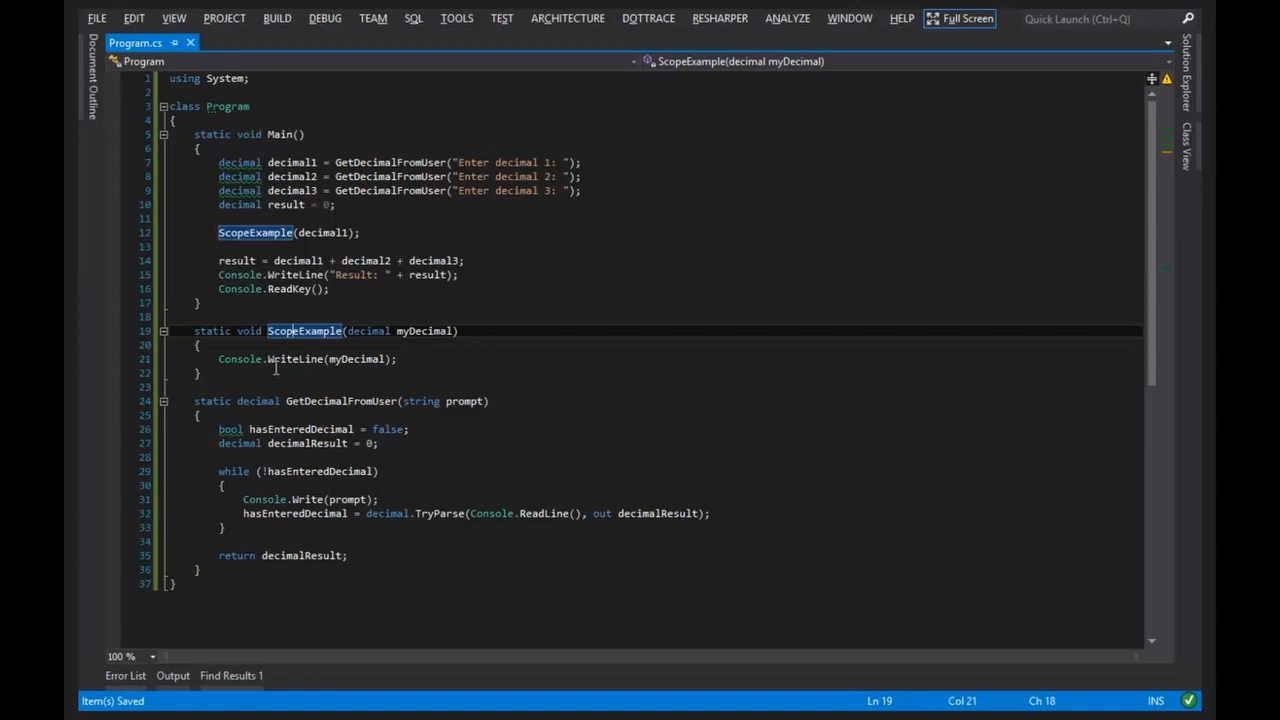 FILE EDIT VIEW PROJECT BUILD DEBUG TEAM SQL TOOLS TEST ARCHITECTURE DOTTRACE RESHARPER ANALYZE WINDOW HELP Full Screen Quick Launch (Ctrl+Q)
Program.cs
Program ScopeExample(decimal myDecimal)
Document Outline
Solution Explorer
Class View
1 using System;
2
3 class Program
4 {
5 static void Main()
6 {
7 decimal decimal1 = GetDecimalFromUser("Enter decimal 1: ");
8 decimal decimal2 = GetDecimalFromUser("Enter decimal 2: ");
9 decimal decimal3 = GetDecimalFromUser("Enter decimal 3: ");
10 decimal result = 0;
11
12 ScopeExample(decimal1);
13
14 result = decimal1 + decimal2 + decimal3;
15 Console.WriteLine("Result: " + result);
16 Console.ReadKey();
17 }
18
19 static void ScopeExample(decimal myDecimal)
20 {
21 Console.WriteLine(myDecimal);
22 }
23
24 static decimal GetDecimalFromUser(string prompt)
25 {
26 bool hasEnteredDecimal = false;
27 decimal decimalResult = 0;
28
29 while (!hasEnteredDecimal)
30 {
31 Console.Write(prompt);
32 hasEnteredDecimal = decimal.TryParse(Console.ReadLine(), out decimalResult);
33 }
34
35 return decimalResult;
36 }
37 }
100 %
Error List Output Find Results 1
Item(s) Saved Ln 19 Col 21 Ch 18 INS